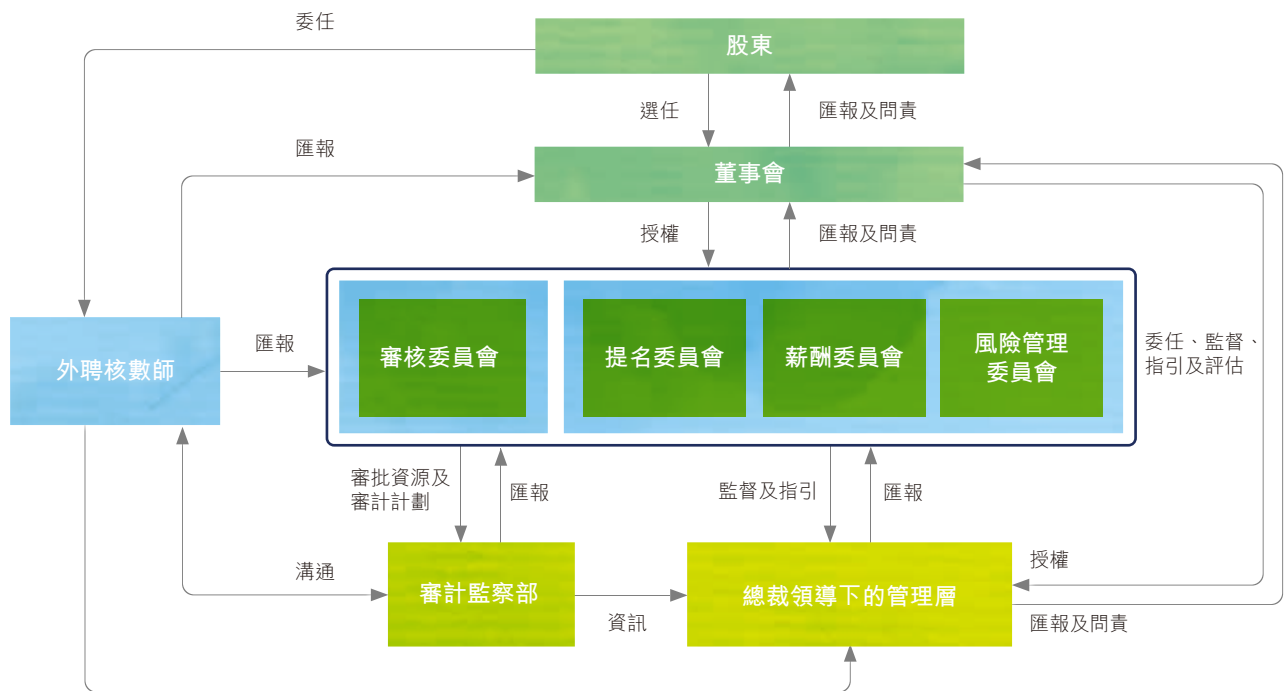 委任
股東
選任
匯報及問責
匯報
董事會
授權
匯報及問責
外聘核數師
匯報
審核委員會
提名委員會
薪酬委員會
風險管理
委員會
委任、監督、
指引及評估
審批資源及
審計計劃
匯報
監督及指引
匯報
溝通
審計監察部
資訊
總裁領導下的管理層
授權
匯報及問責